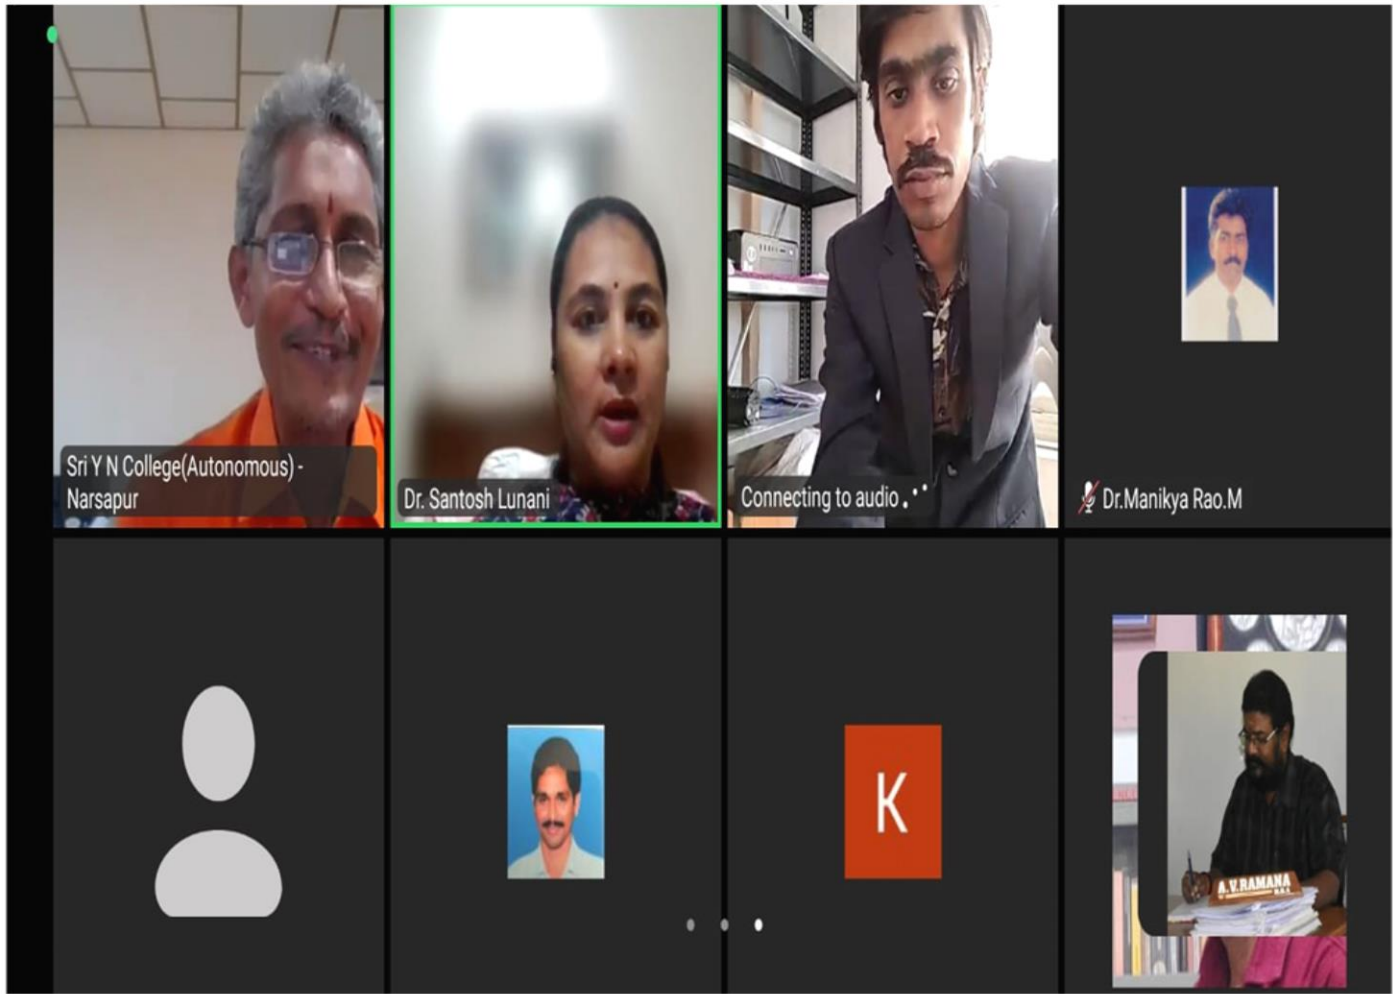 Sri Y N College(Autonomous) -
Narsapur
Dr. Santosh Lunani
Connecting to audio
Dr.Manikya Rao.M
K
A.V.RAMANA